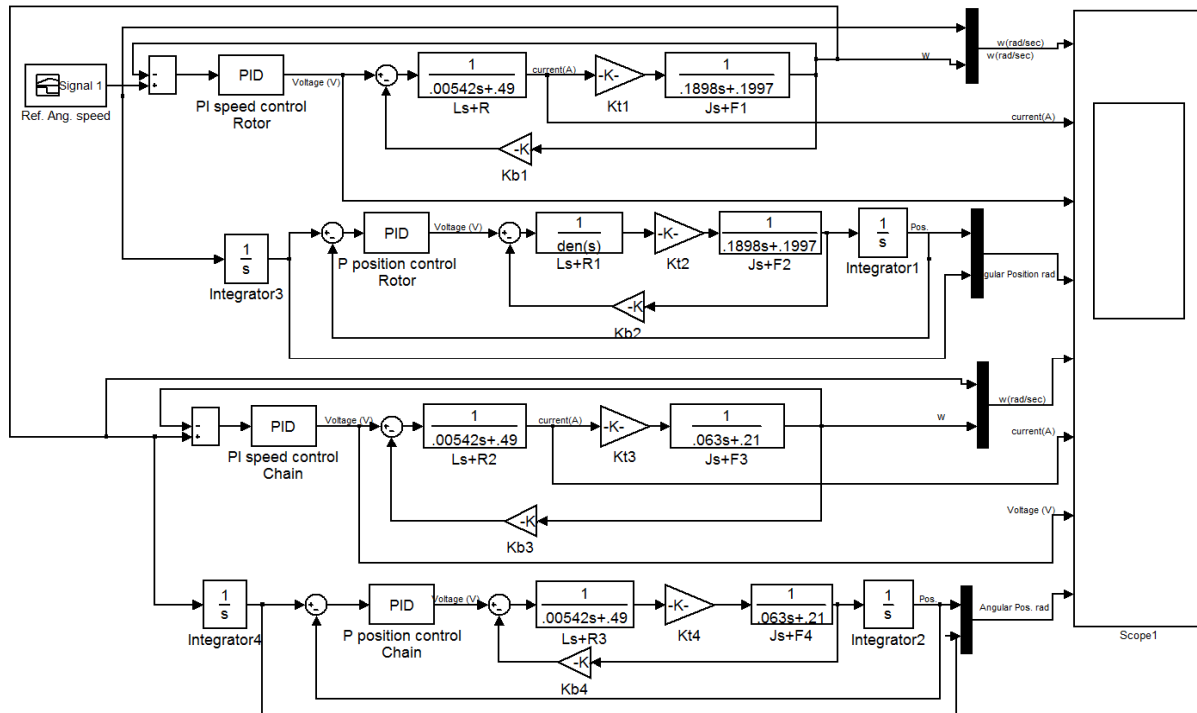 Signal 1
Ref. Ang. speed
-
+
PID
PI speed control
Rotor
Voltage (V)
1
.00542s+.49
Ls+R
current(A)
-K-
Kt1
1
.1898s+.1997
Js+F1
-K
Kb1
w
w(rad/sec)
w(rad/sec)
current(A)
1
s
Integrator3
PID
P position control
Rotor
Voltage (V)
1
den(s)
Ls+R1
-K-
Kt2
1
.1898s+.1997
Js+F2
1
s
Integrator1
Pos.
-K
Kb2
gular Position rad
-
+
PID
PI speed control
Chain
Voltage (V)
1
.00542s+.49
Ls+R2
current(A)
-K-
Kt3
1
.063s+.21
Js+F3
-K
Kb3
w
w(rad/sec)
current(A)
Voltage (V)
1
s
Integrator4
PID
P position control
Chain
Voltage (V)
1
.00542s+.49
Ls+R3
-K-
Kt4
1
.063s+.21
Js+F4
1
s
Integrator2
Pos.
-K
Kb4
Angular Pos. rad
Scope1